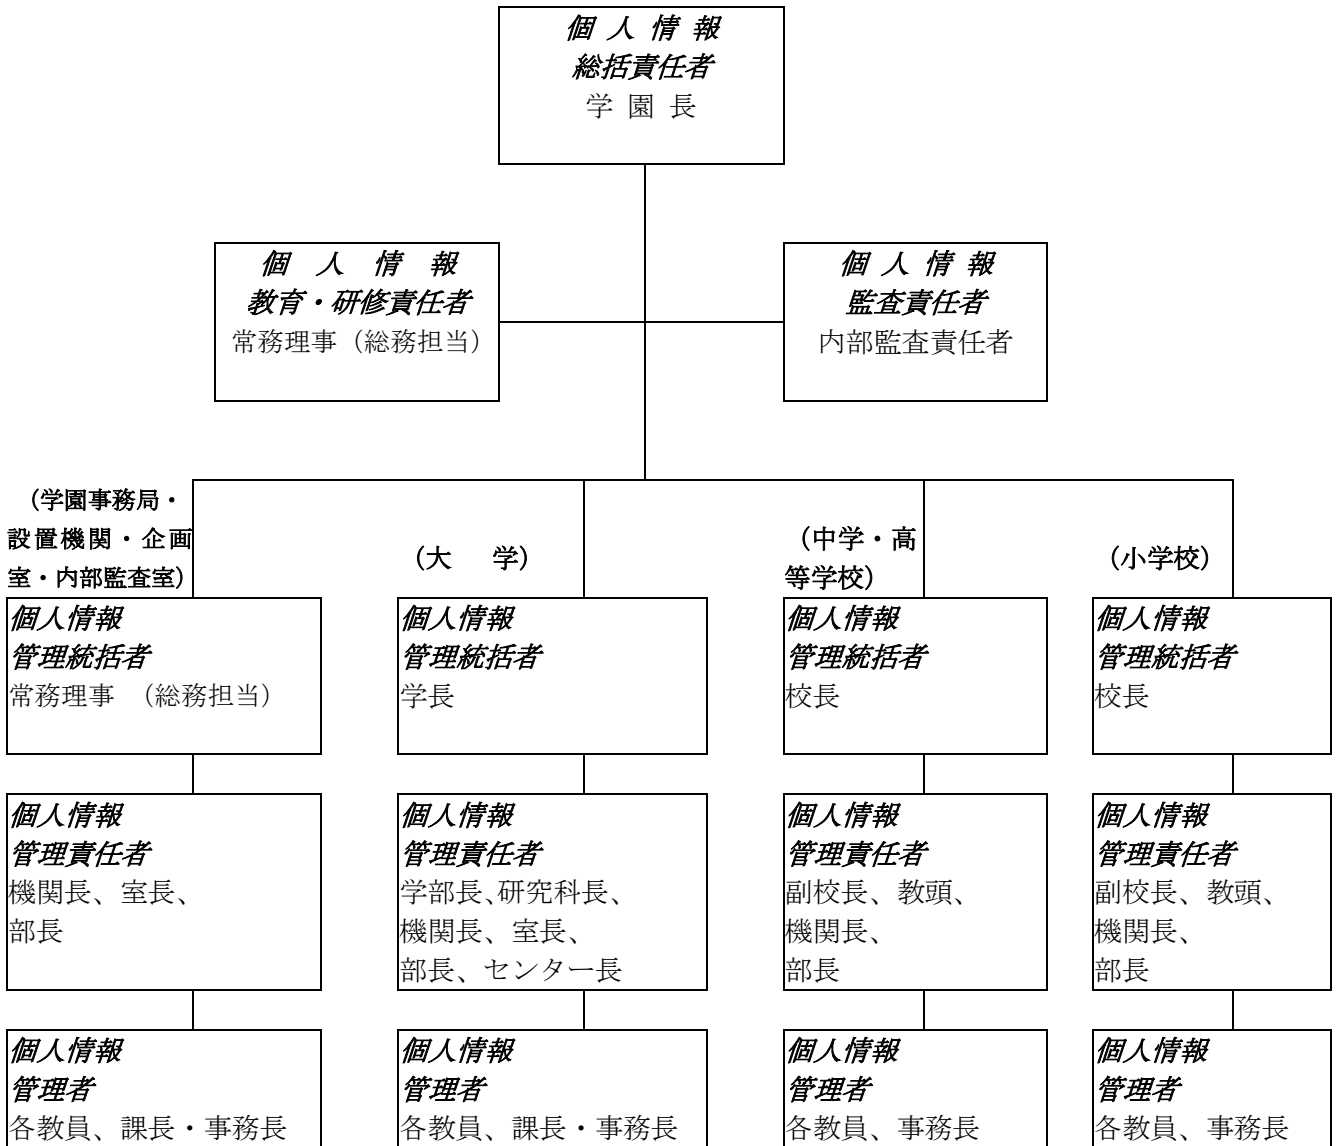 個 人 情 報
総括責任者
学 園 長
個 人 情 報
教育・研修責任者
常務理事（総務担当）
個 人 情 報
監査責任者
内部監査責任者
（学園事務局・
設置機関・企画
室・内部監査室）
（大 学）
（中学・高
等学校）
（小学校）
個人情報
管理統括者
常務理事 （総務担当）
個人情報
管理統括者
学長
個人情報
管理統括者
校長
個人情報
管理統括者
校長
個人情報
管理責任者
機関長、室長、
部長
個人情報
管理責任者
学部長、研究科長、
機関長、室長、
部長、センター長
個人情報
管理責任者
副校長、教頭、
機関長、
部長
個人情報
管理責任者
副校長、教頭、
機関長、
部長
個人情報
管理者
各教員、課長・事務長
個人情報
管理者
各教員、課長・事務長
個人情報
管理者
各教員、事務長
個人情報
管理者
各教員、事務長